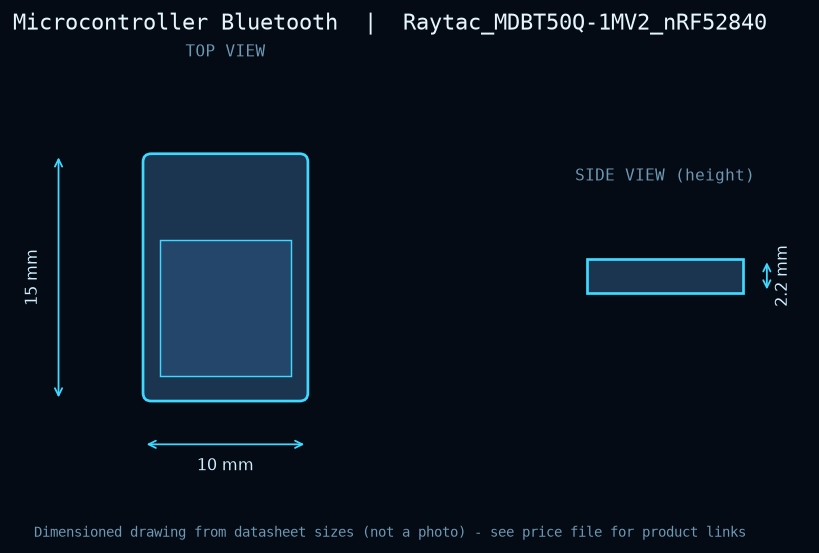 Microcontroller Bluetooth  |  Raytac_MDBT50Q-1MV2_nRF52840
TOP VIEW
SIDE VIEW (height)
15 mm
2.2 mm
10 mm
Dimensioned drawing from datasheet sizes (not a photo) - see price file for product links